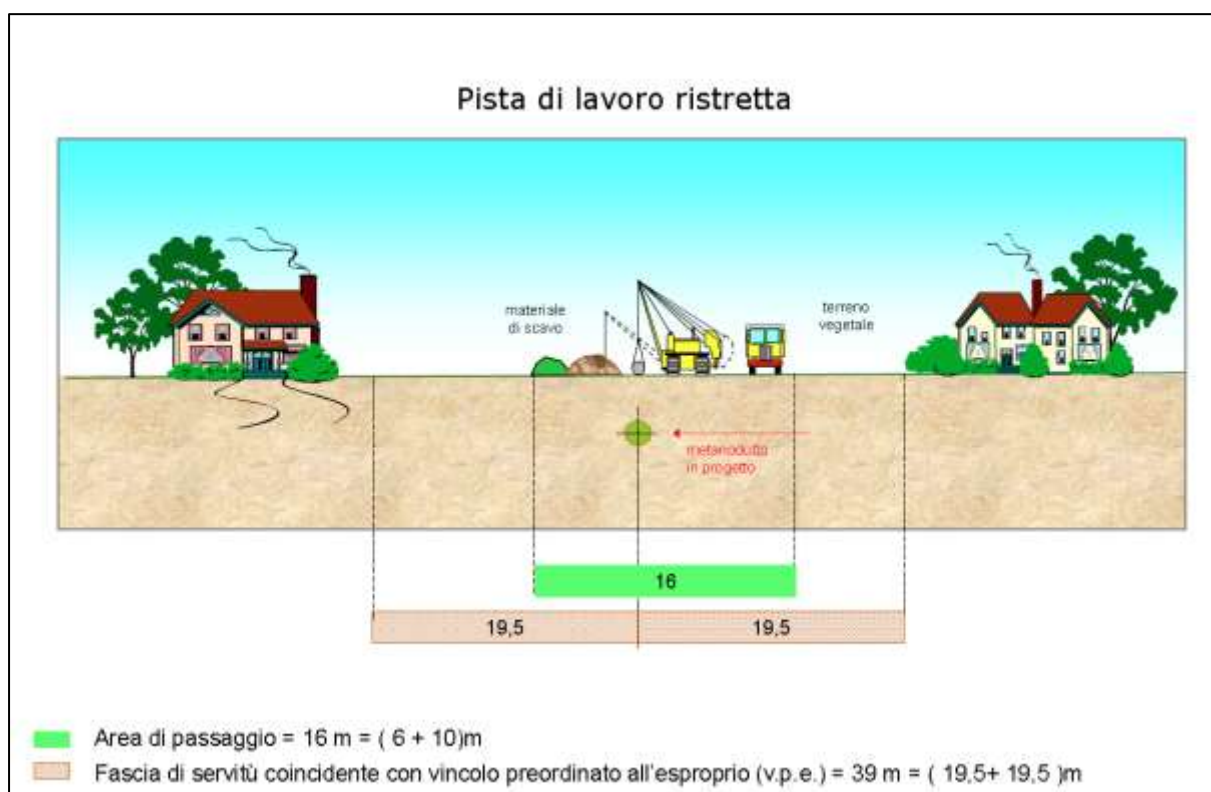 Pista di lavoro ristretta
materiale
di scavo
terreno
vegetale
metanodotto
in progetto
16
19,5 19,5
Area di passaggio = 16 m = ( 6 + 10)m
Fascia di servitù coincidente con vincolo preordinato all'esproprio (v.p.e.) = 39 m = ( 19,5+ 19,5 )m